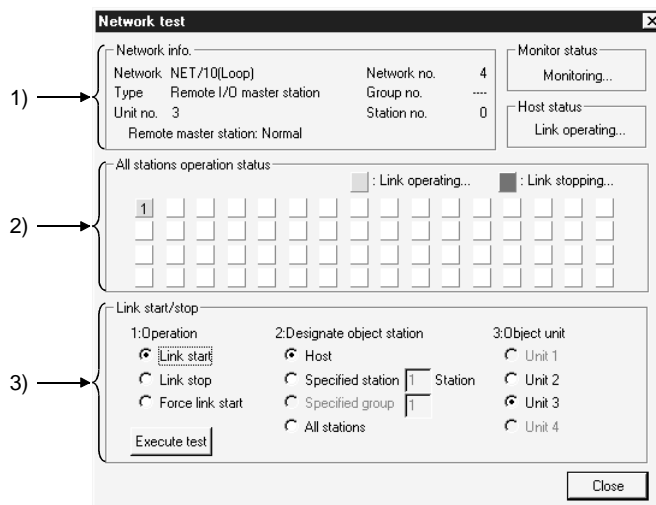 Network test
Network info.
Network NET/10(Loop) Network no. 4
Type Remote I/O master station Group no. ----
Unit no. 3 Station no. 0
Remote master station: Normal
Monitor status
Monitoring...
Host status
Link operating...
1)
All stations operation status
: Link operating... : Link stopping...
1
2)
Link start/stop
1:Operation 2:Designate object station 3:Object unit
Link start Host Unit 1
Link stop Specified station 1 Station Unit 2
Force link start Specified group 1 Unit 3
All stations Unit 4
Execute test
3)
Close